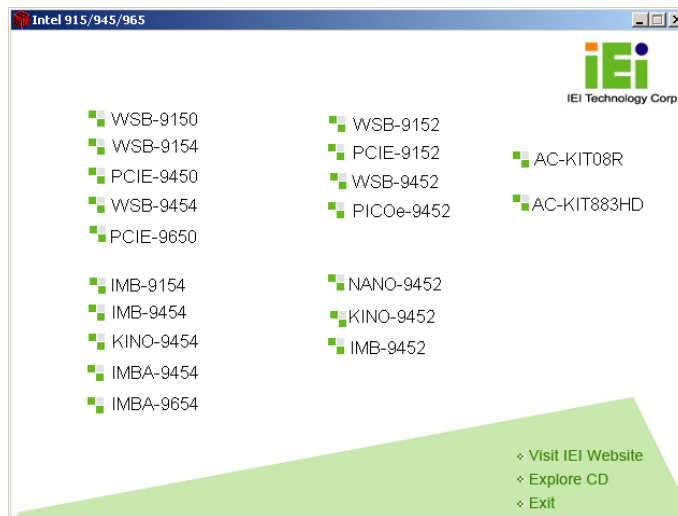 Intel 915/945/965
iEi
IEI Technology Corp
WSB-9150
WSB-9154
PCIE-9450
WSB-9454
PCIE-9650
WSB-9152
PCIE-9152
WSB-9452
PICOe-9452
AC-KIT08R
AC-KIT883HD
IMB-9154
IMB-9454
KINO-9454
IMBA-9454
IMBA-9654
NANO-9452
KINO-9452
IMB-9452
Visit IEI Website
Explore CD
Exit